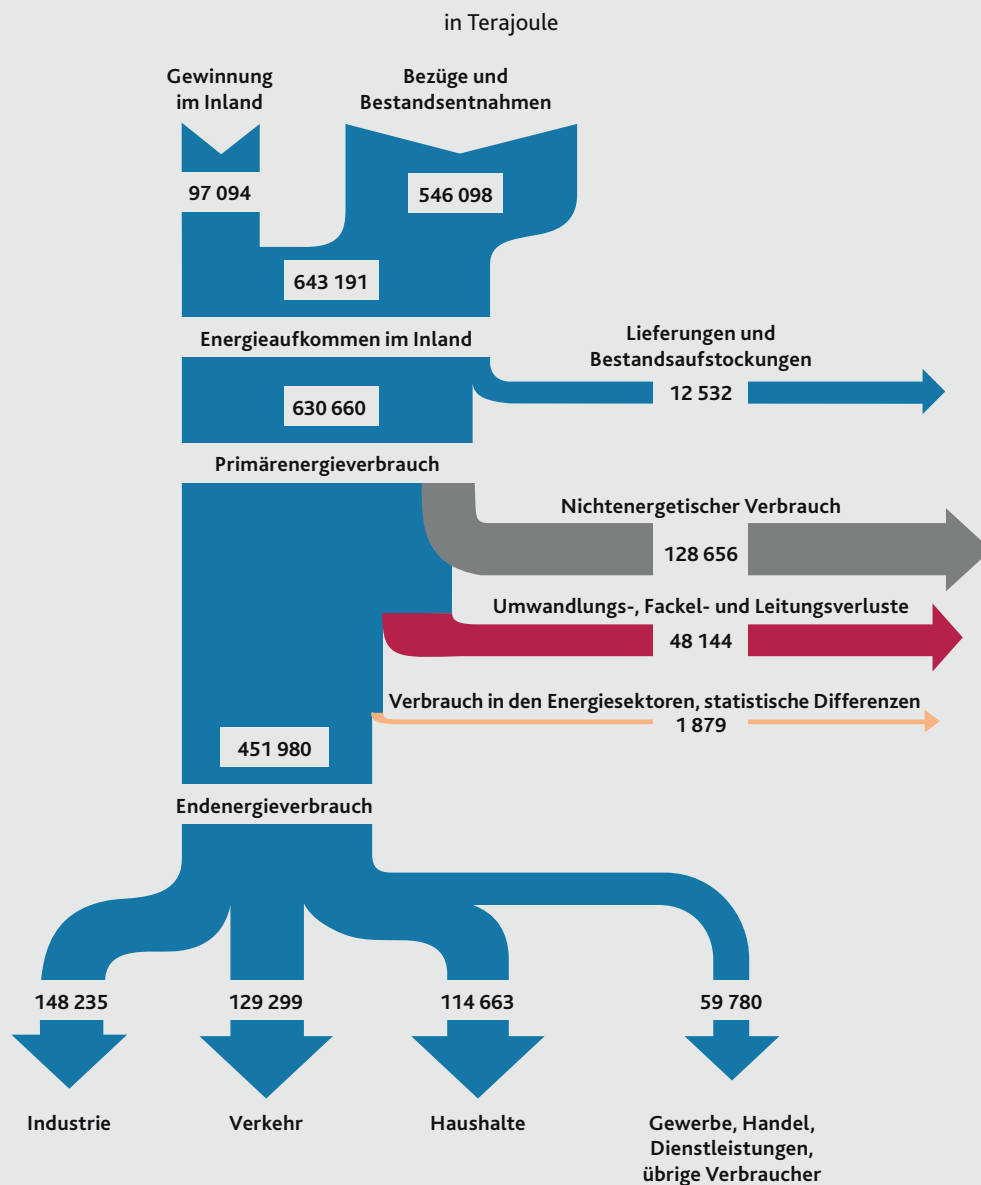 in Terajoule
Gewinnung
im Inland
Bezüge und
Bestandsentnahmen
97 094
546 098
643 191
Energieaufkommen im Inland
Lieferungen und
Bestandsaufstockungen
12 532
630 660
Primärenergieverbrauch
Nichtenergetischer Verbrauch
128 656
Umwandlungs-, Fackel- und Leitungsverluste
48 144
Verbrauch in den Energiesektoren, statistische Differenzen
1 879
451 980
Endenergieverbrauch
148 235
129 299
114 663
59 780
Industrie
Verkehr
Haushalte
Gewerbe, Handel,
Dienstleistungen,
übrige Verbraucher